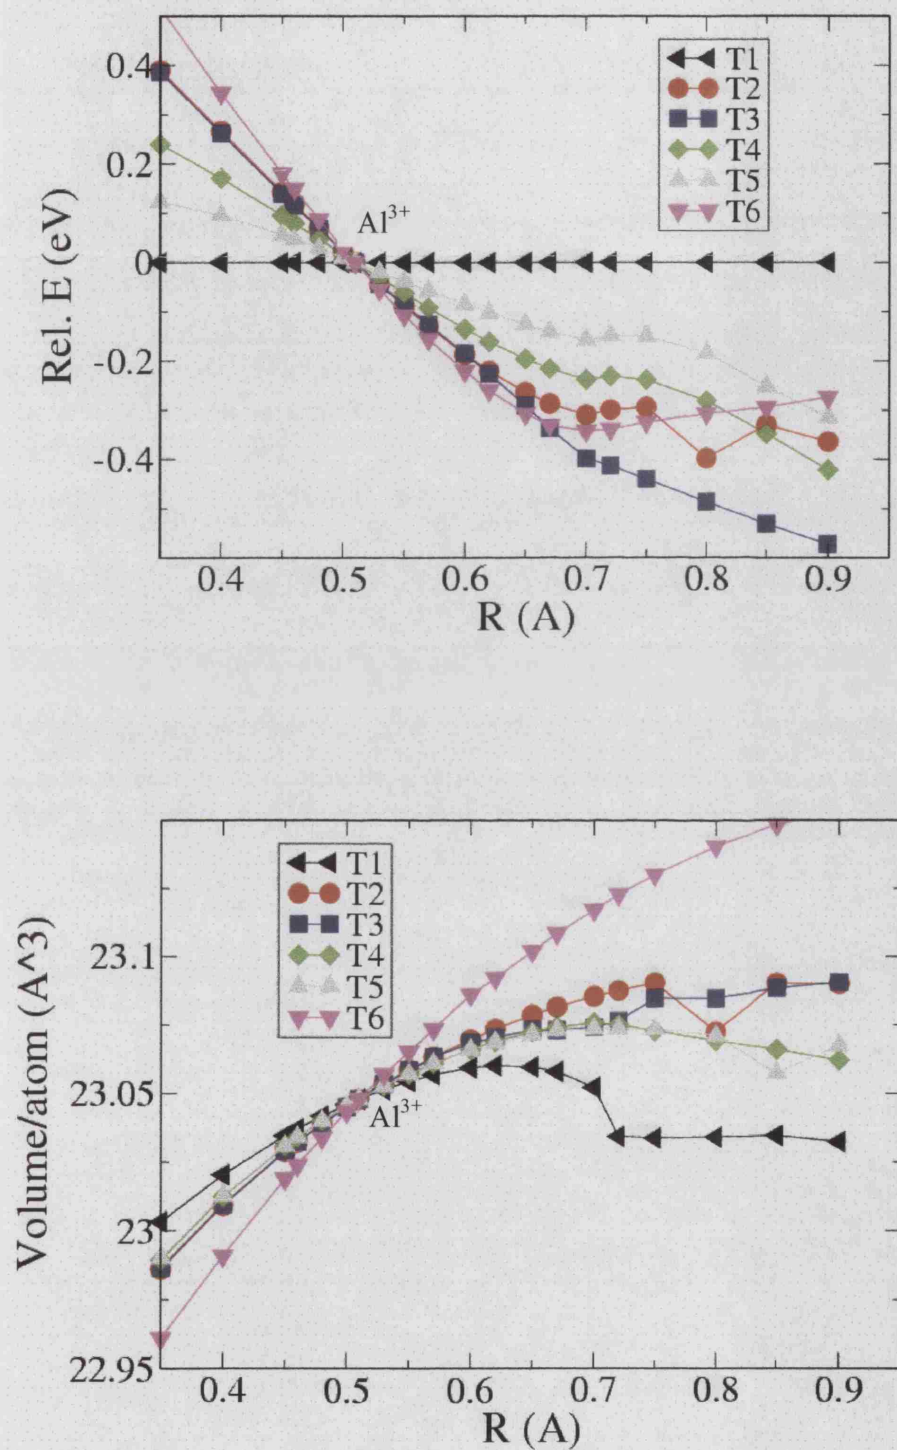 0.4
0.2
0
-0.2
-0.4
Rel. E (eV)
T1
T2
T3
T4
T5
T6
Al³⁺
0.4 0.5 0.6 0.7 0.8 0.9
R (A)
23.1
23.05
23
22.95
Volume/atom (A^3)
T1
T2
T3
T4
T5
T6
Al³⁺
0.4 0.5 0.6 0.7 0.8 0.9
R (A)